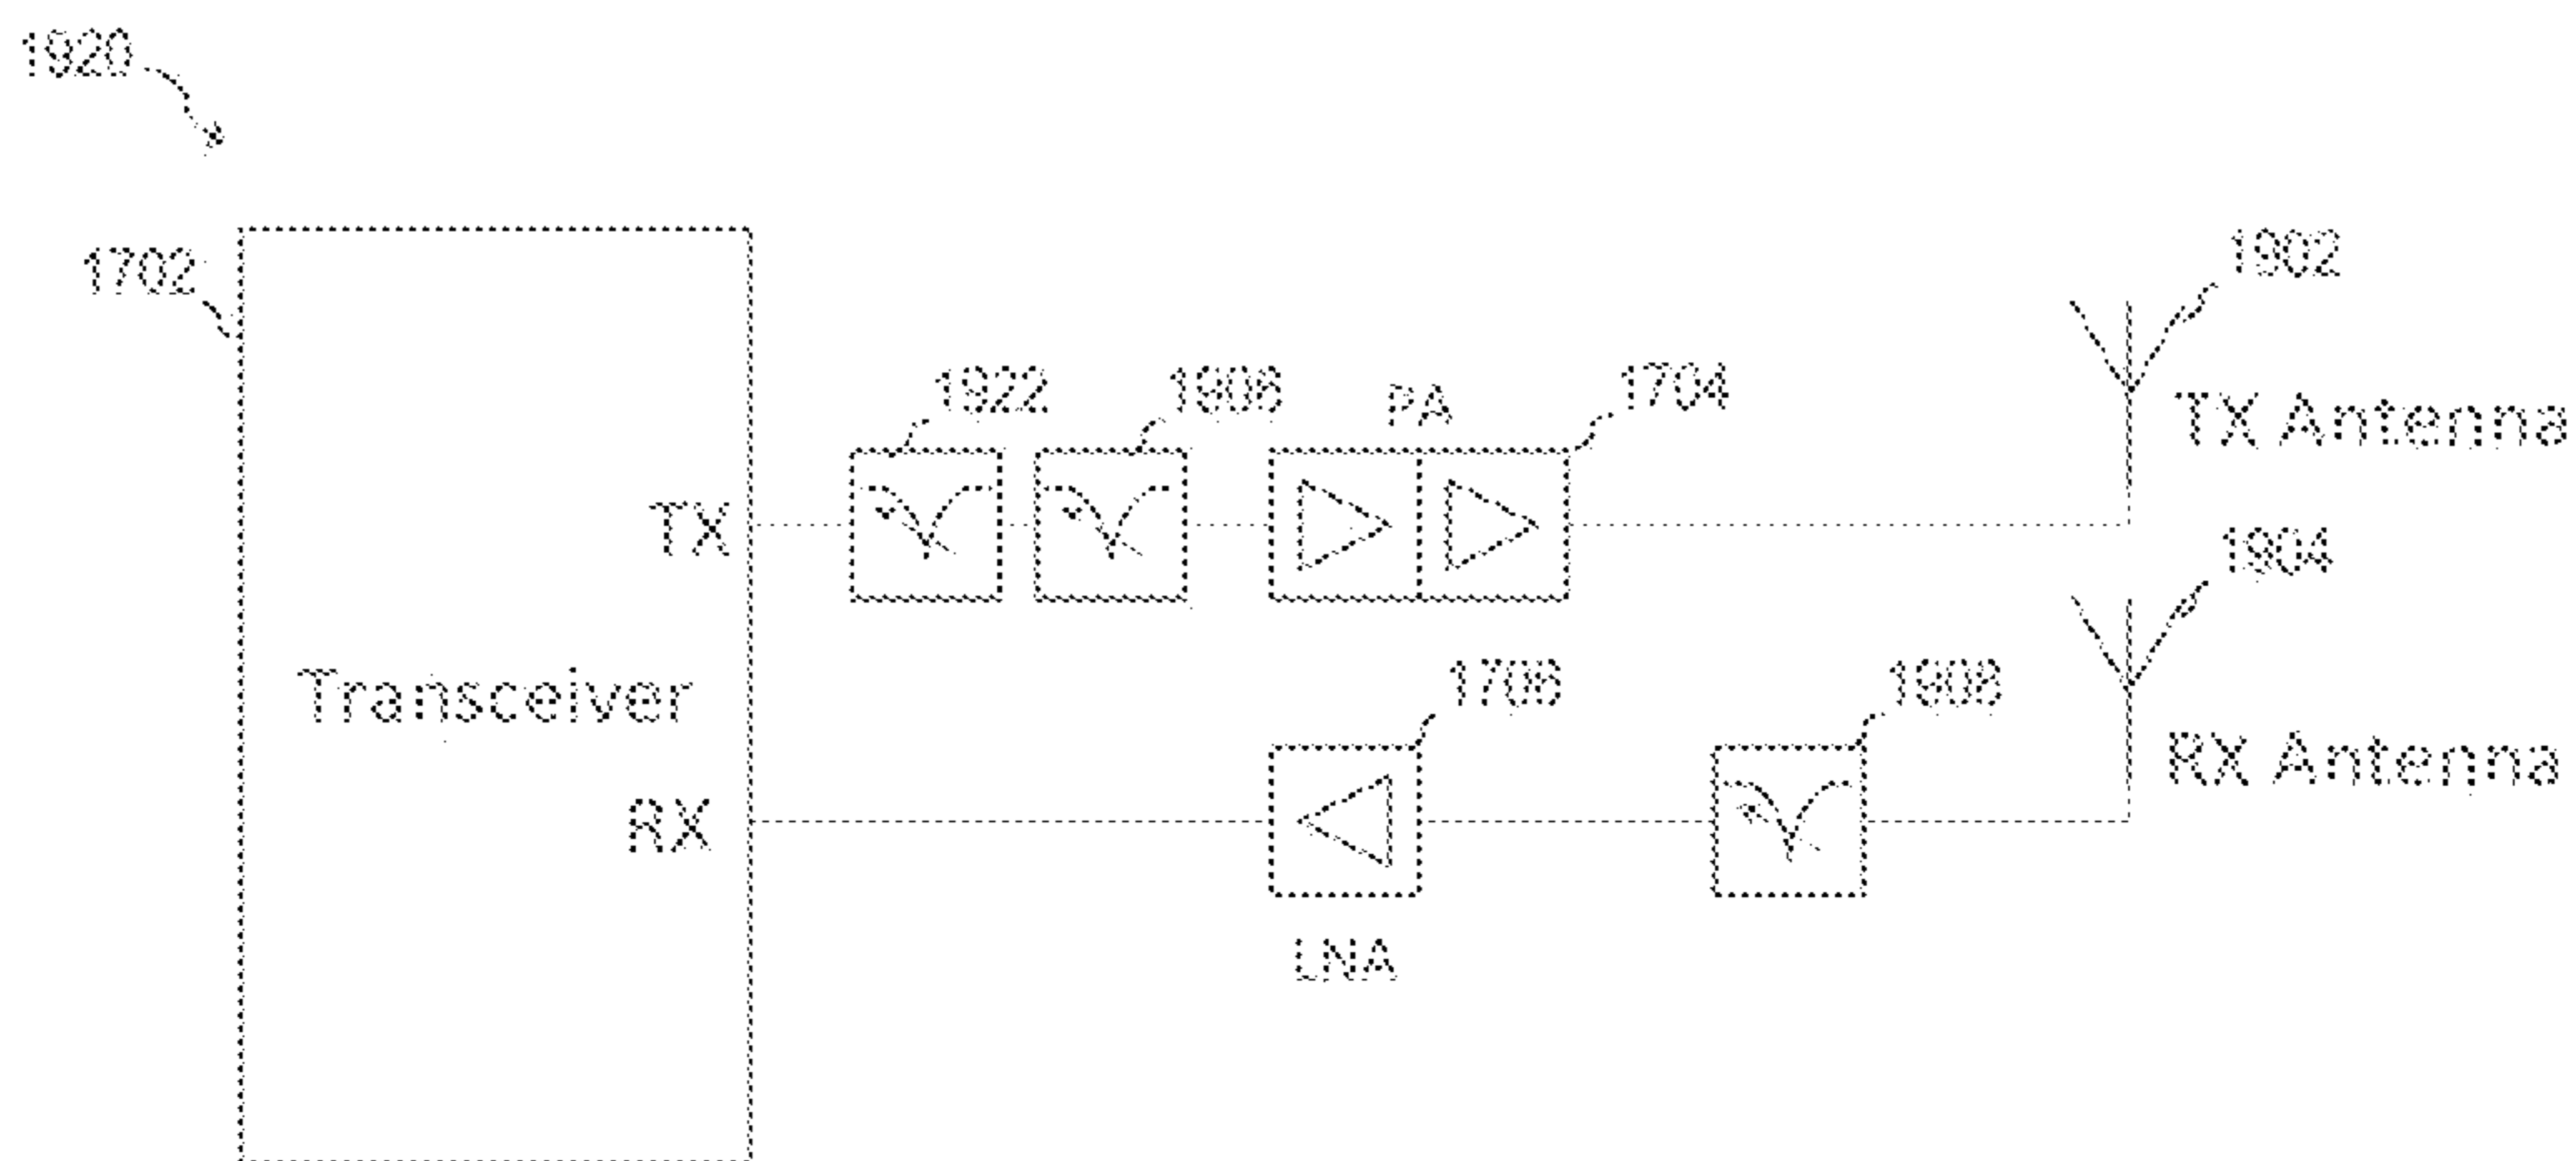 1920
1702
1902
1922
1906
PA
1704
TX Antenna
TX
1904
Transceiver
1706
1908
RX Antenna
RX
LNA